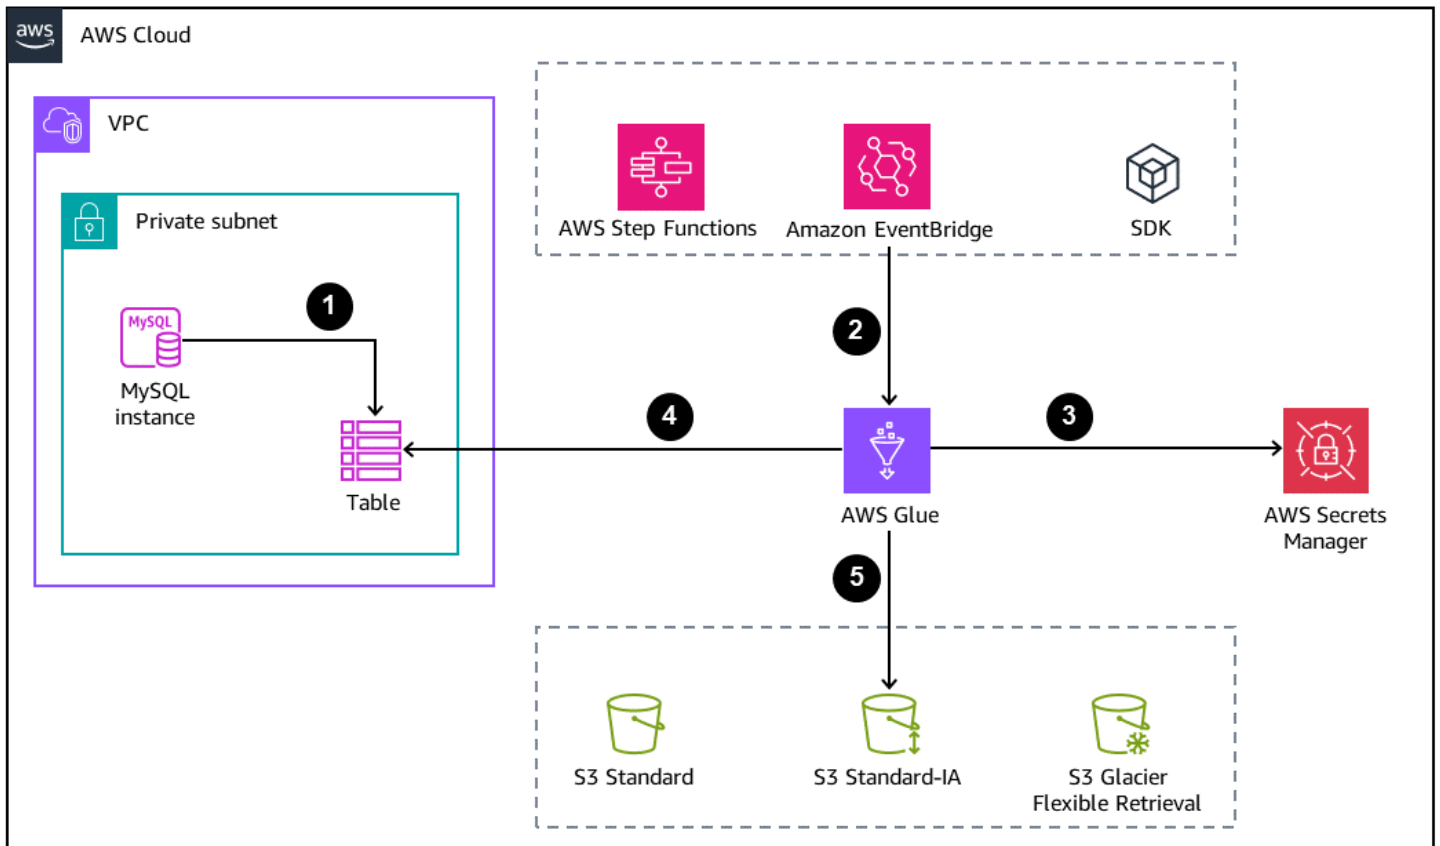 aws
AWS Cloud
VPC
Private subnet
MySQL
MySQL
instance
1
Table
AWS Step Functions
Amazon EventBridge
SDK
2
4
3
AWS Glue
AWS Secrets
Manager
5
S3 Standard
S3 Standard-IA
S3 Glacier
Flexible Retrieval